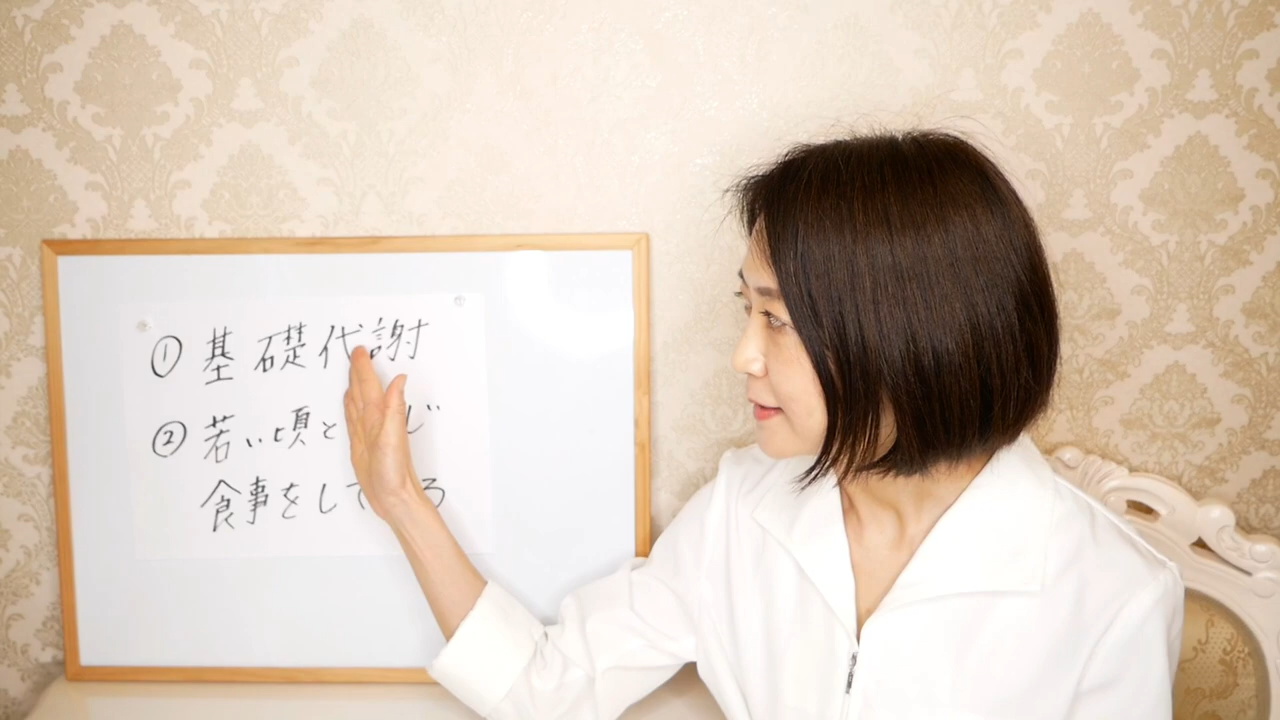 ① 基礎代謝
② 若い頃と じ
食事をして る